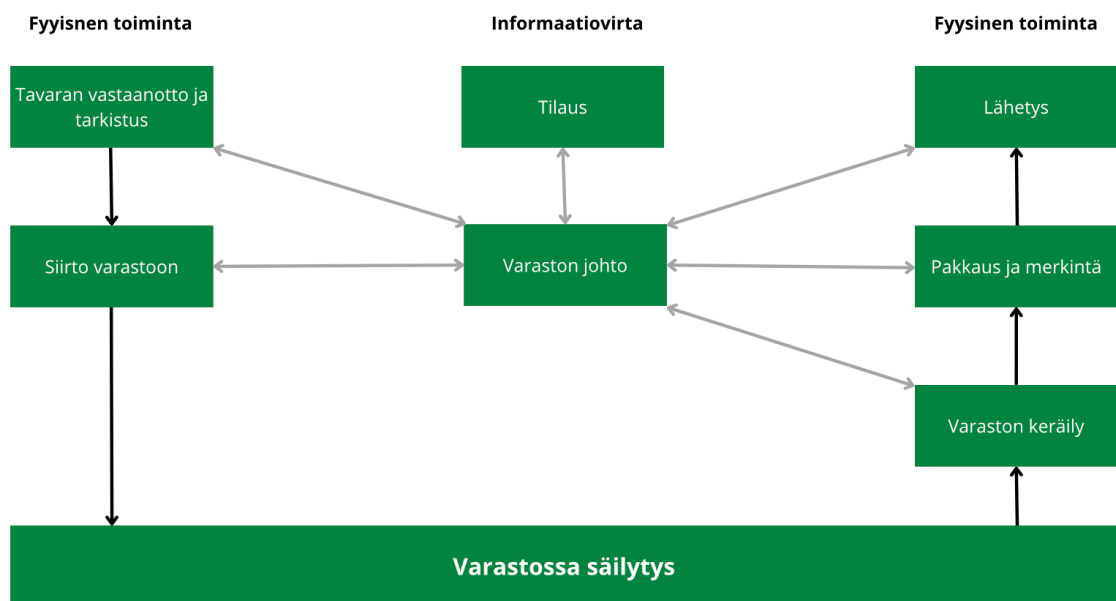 Fyyisnen toiminta
Informaatiovirta
Fyysinen toiminta
Tavaran vastaanotto ja
tarkistus
Tilaus
Lähetys
Siirto varastoon
Varaston johto
Pakkaus ja merkintä
Varaston keräily
Varastossa säilytys